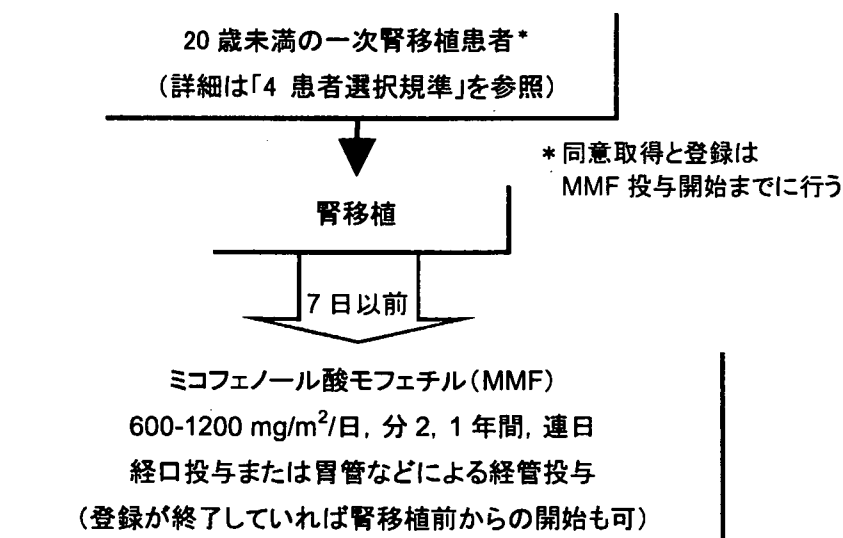 20 歳未満の一次腎移植患者*
（詳細は「4 患者選択規準」を参照）
* 同意取得と登録は
MMF 投与開始までに行う
腎移植
7 日以前
ミコフェノール酸モフェチル（MMF）
600-1200 mg/m²/日, 分 2, 1 年間, 連日
経口投与または胃管などによる経管投与
（登録が終了していれば腎移植前からの開始も可）